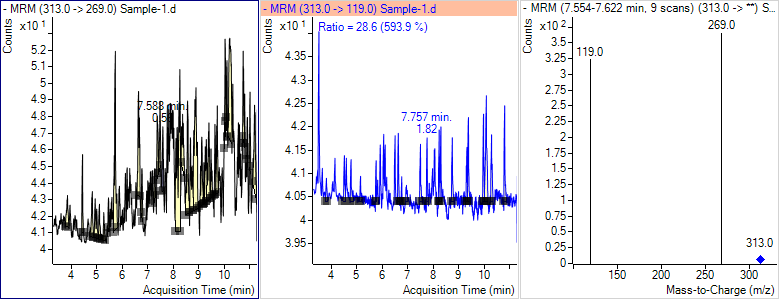 - MRM (313.0 -> 269.0) Sample-1.d
Counts
x10 1
5.2
5.1
5
4.9
4.8
4.7
4.6
4.5
4.4
4.3
4.2
4.1
4
7.588 min.
3 4 5 6 7 8 9 10
Acquisition Time (min)
- MRM (313.0 -> 119.0) Sample-1.d
Counts
x10 1
Ratio = 28.6 (593.9 %)
4.35
4.3
4.25
4.2
4.15
4.1
4.05
4
3.95
7.757 min.
1.82
4 5 6 7 8 9 10
Acquisition Time (min)
- MRM (7.554-7.622 min, 9 scans) (313.0 -> **) S...
Counts
x10 2
3.5
3.25
3
2.75
2.5
2.25
2
1.75
1.5
1.25
1
0.75
0.5
0.25
0
119.0
269.0
313.0
150 200 250 300
Mass-to-Charge (m/z)